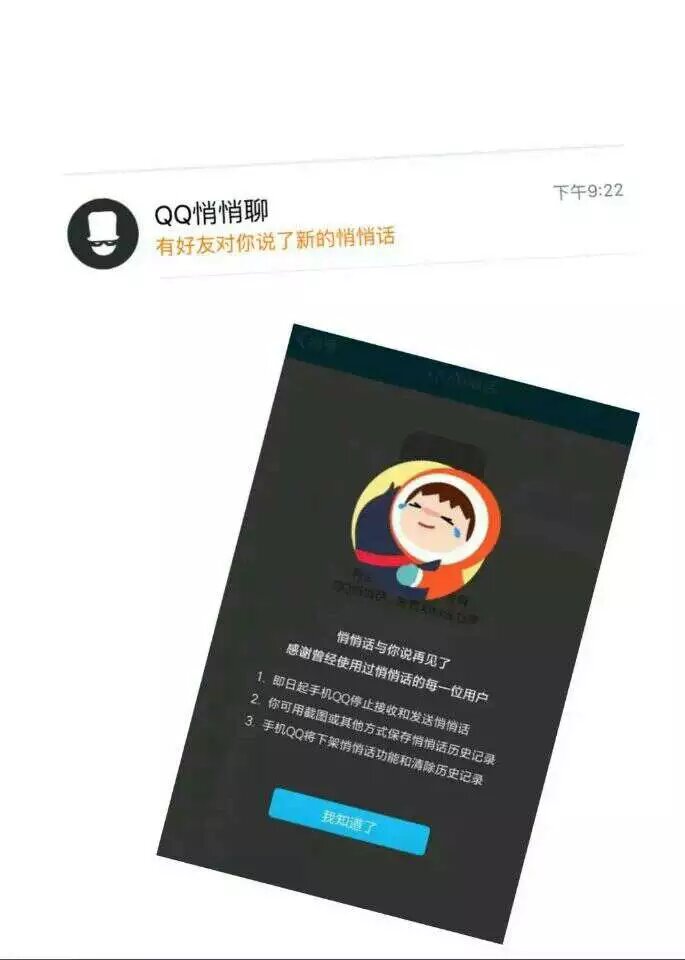 QQ悄悄聊
下午9:22
有好友对你说了新的悄悄话
悄悄话与你说再见了
感谢曾经使用过悄悄话的每一位用户
1. 即日起手机QQ停止接收和发送悄悄话
2. 你可用截图或其他方式保存悄悄话历史记录
3. 手机QQ将下架悄悄话功能和清除历史记录
我知道了